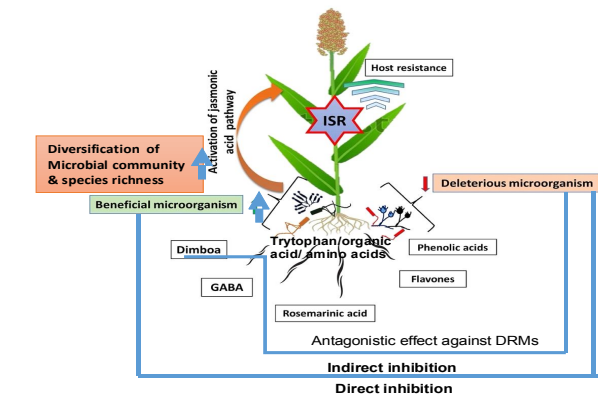 Host resistance
Activation of jasmonic
acid pathway
ISR
Diversification of
Microbial community
& species richness
Beneficial microorganism
Deleterious microorganism
Trytophan/organic
acid/ amino acids
Dimboa
Phenolic acids
GABA
Flavones
Rosemarinic acid
Antagonistic effect against DRMs
Indirect inhibition
Direct inhibition